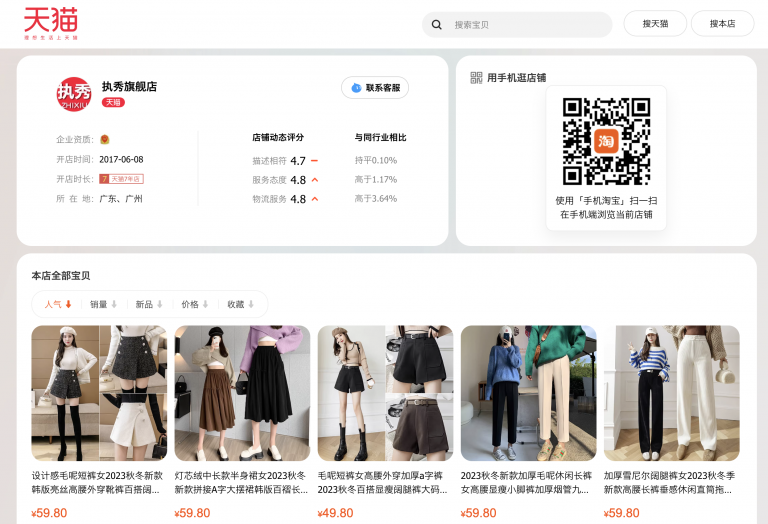 天猫
理想生活上天猫
搜索宝贝
搜天猫
搜本店
执秀
ZHIXIU
执秀旗舰店
天猫
联系客服
企业资质：
开店时间： 2017-06-08
开店时长： 7 天猫7年店
所 在 地： 广东、广州
店铺动态评分
与同行业相比
描述相符 4.7
持平0.10%
服务态度 4.8
高于1.17%
物流服务 4.8
高于3.64%
用手机逛店铺
淘
使用「手机淘宝」扫一扫
在手机端浏览当前店铺
本店全部宝贝
人气
销量
新品
价格
收藏
设计感毛呢短裤女2023秋冬新款
韩版亮丝高腰外穿靴裤百搭阔...
¥59.80
灯芯绒中长款半身裙女2023秋冬
新款拼接A字大摆裙韩版百褶长...
¥59.80
毛呢短裤女高腰外穿加厚a字裤
2023秋冬百搭显瘦阔腿裤大码...
¥49.80
2023秋冬新款加厚毛呢休闲长裤
女高腰显瘦小脚裤加厚烟管九...
¥59.80
加厚雪尼尔阔腿裤女2023秋冬季
新款高腰长裤垂感休闲直筒拖...
¥59.80